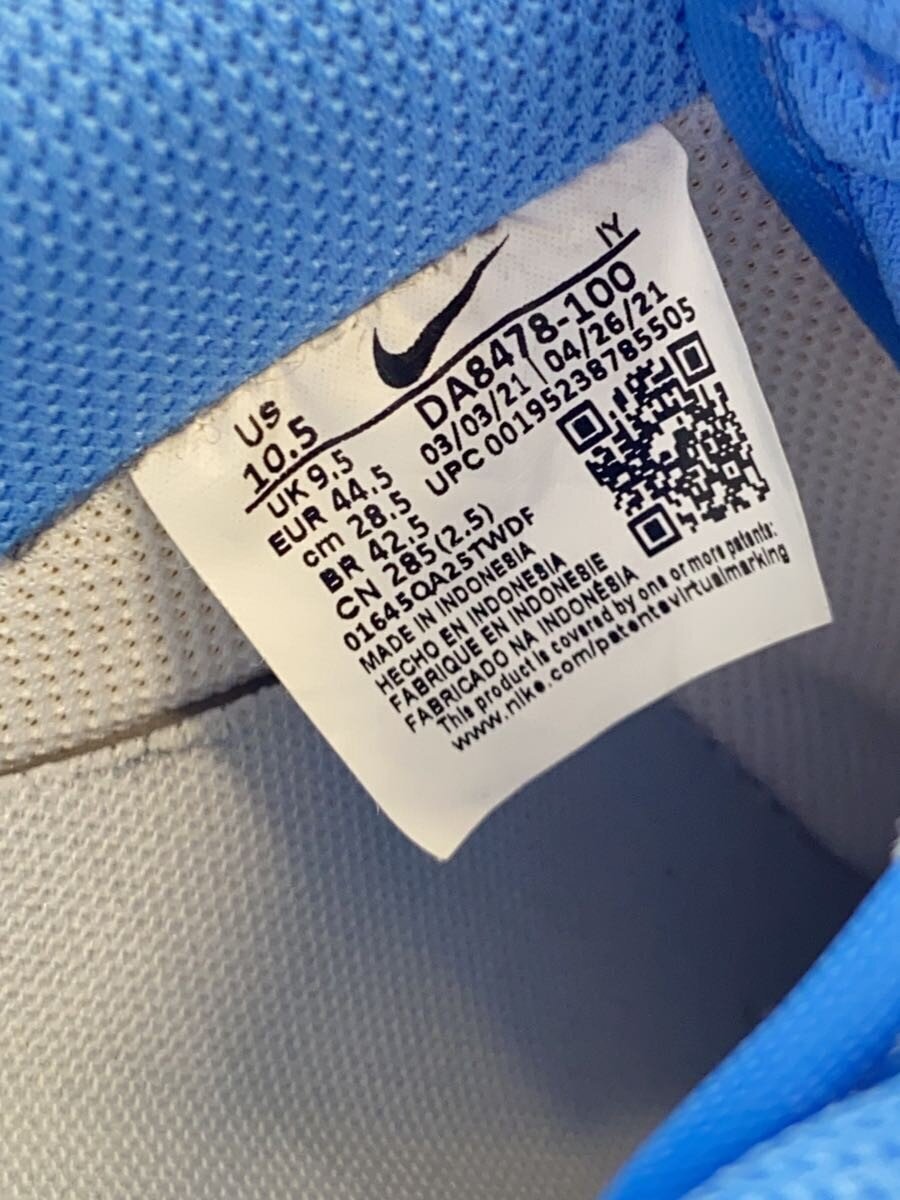 IY
US
10.5
UK 9.5
EUR 44.5
cm 28.5
BR 42.5
CN 285(2.5)
DA8478-100
03/03/21 04/26/21
UPC 00195238785505
01645QA25TWDF
MADE IN INDONESIA
HECHO EN INDONESIA
FABRIQUE EN INDONESIE
FABRICADO NA INDONÉSIA
This product is covered by one or more patents:
www.nike.com/patentsvirtualmarking